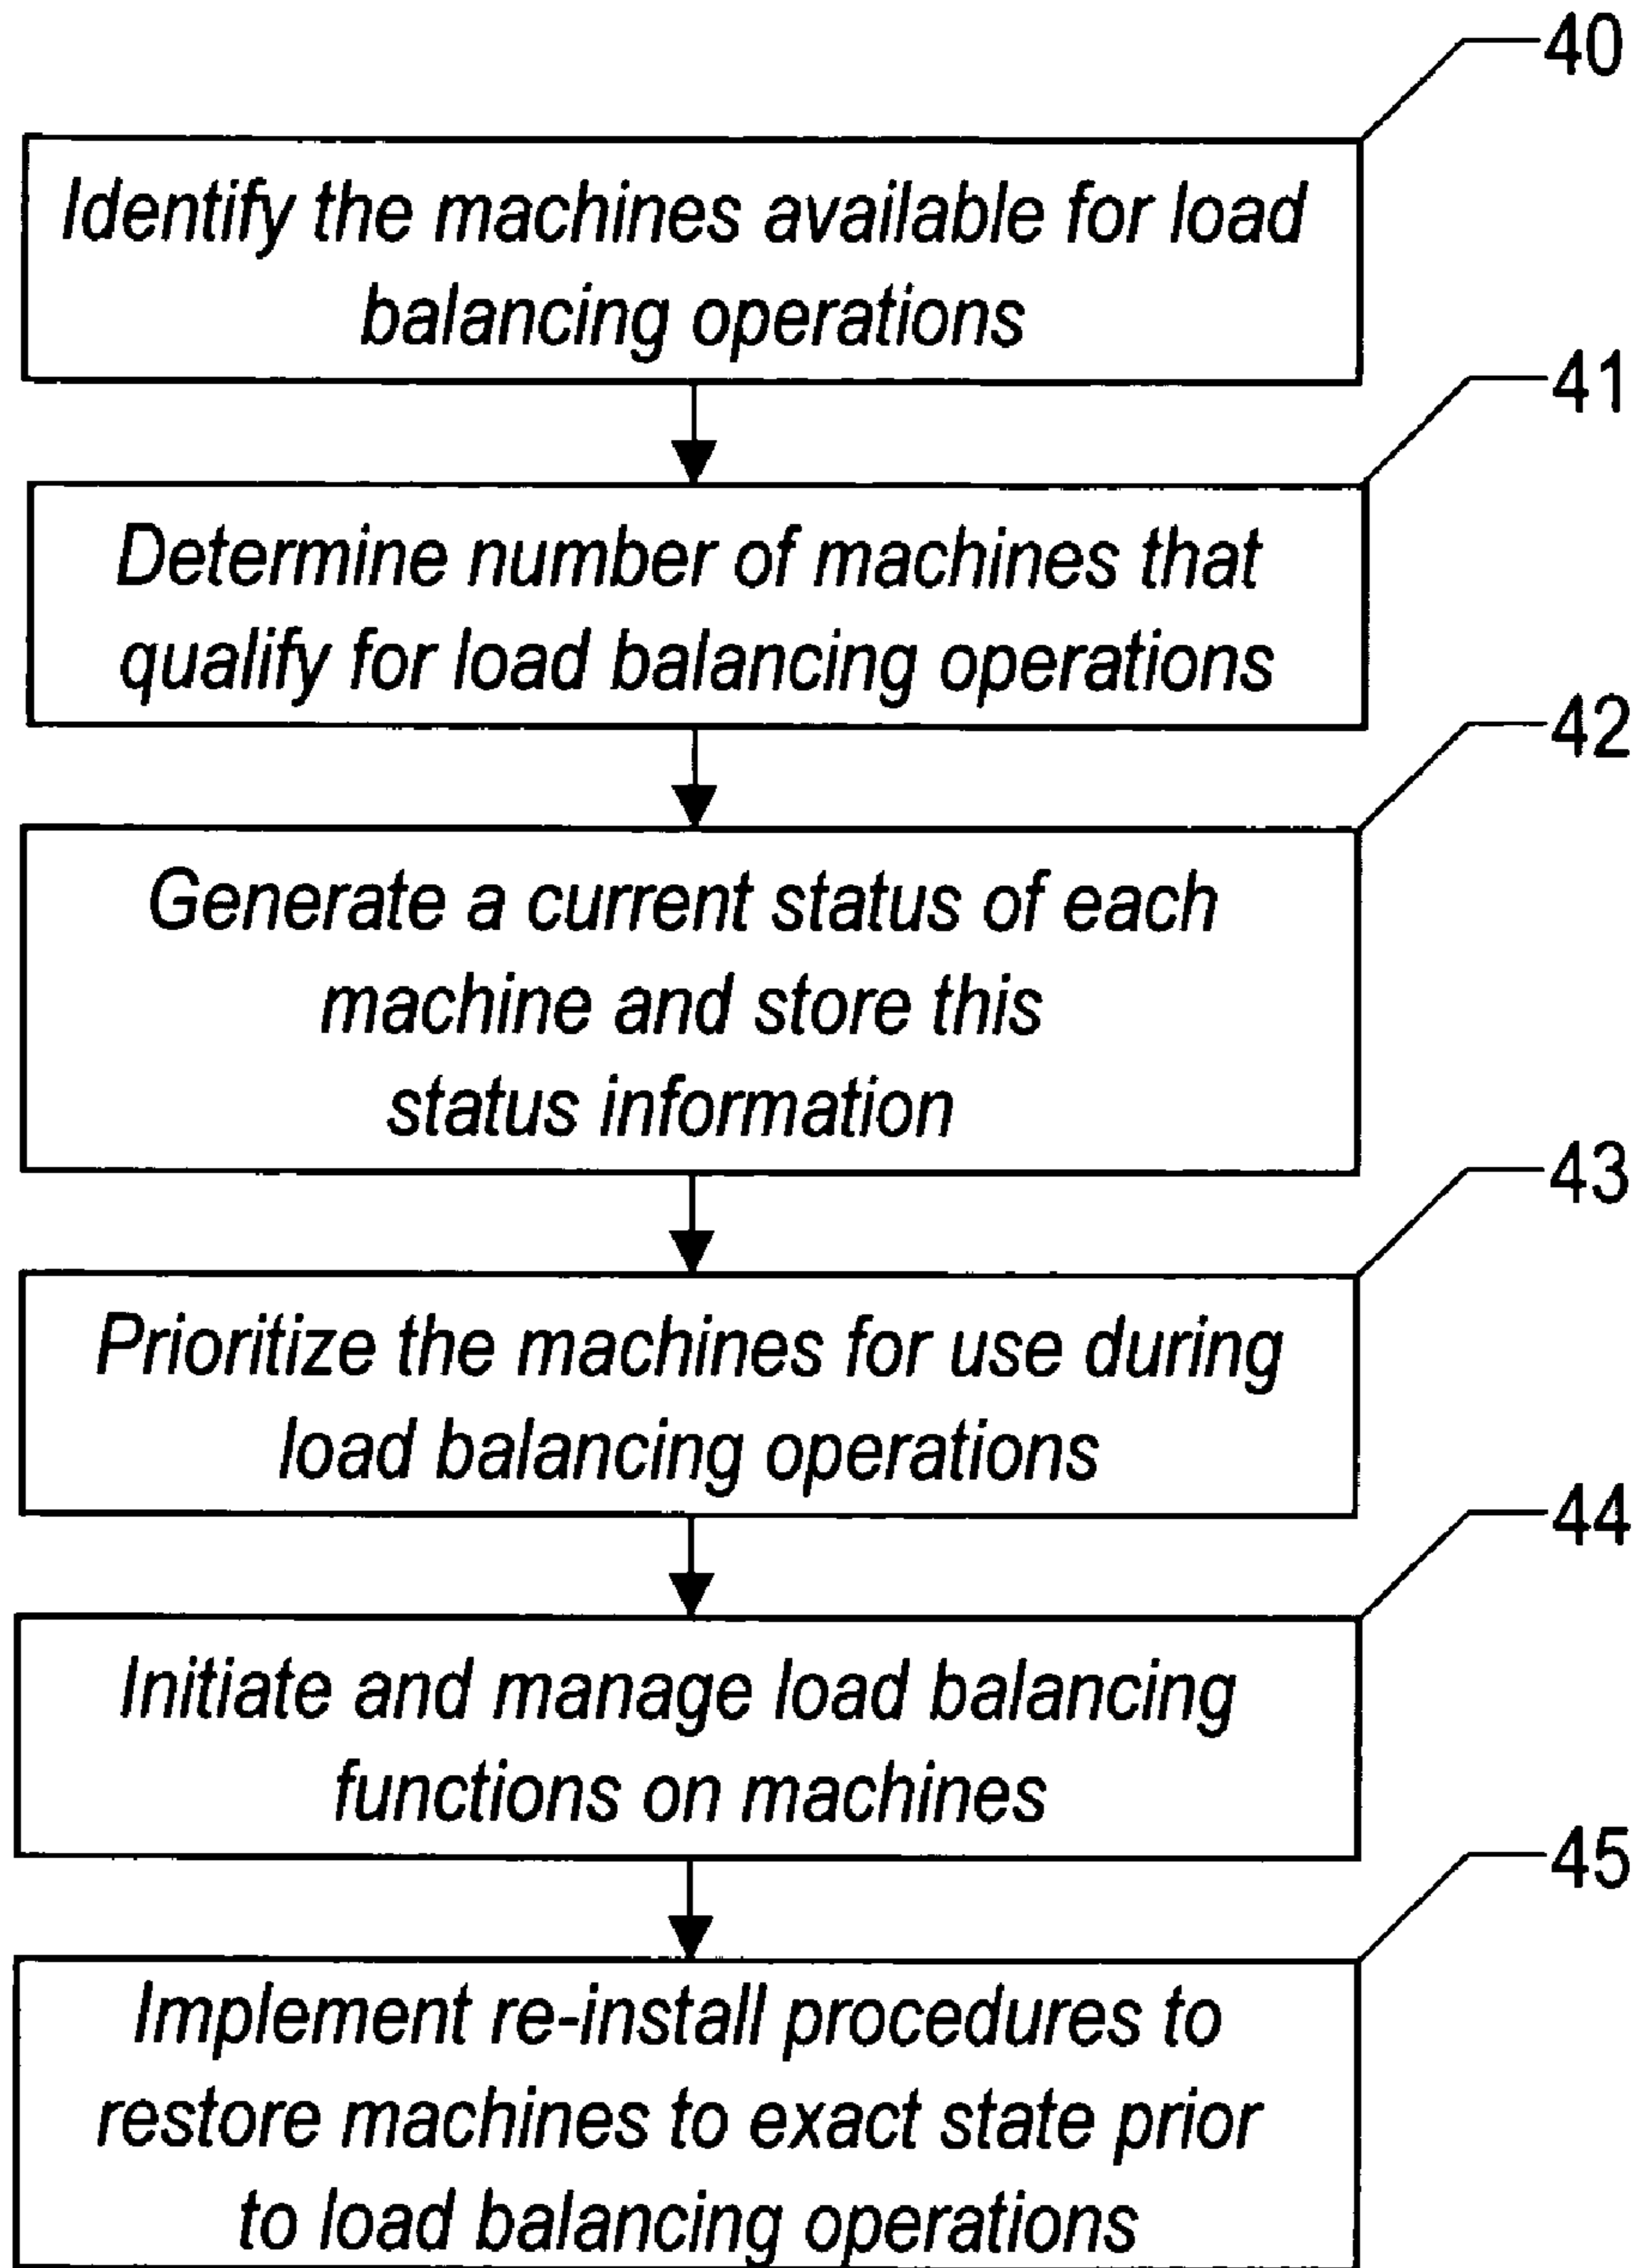 40
Identify the machines available for load
balancing operations
41
Determine number of machines that
qualify for load balancing operations
42
Generate a current status of each
machine and store this
status information
43
Prioritize the machines for use during
load balancing operations
44
Initiate and manage load balancing
functions on machines
45
Implement re-install procedures to
restore machines to exact state prior
to load balancing operations